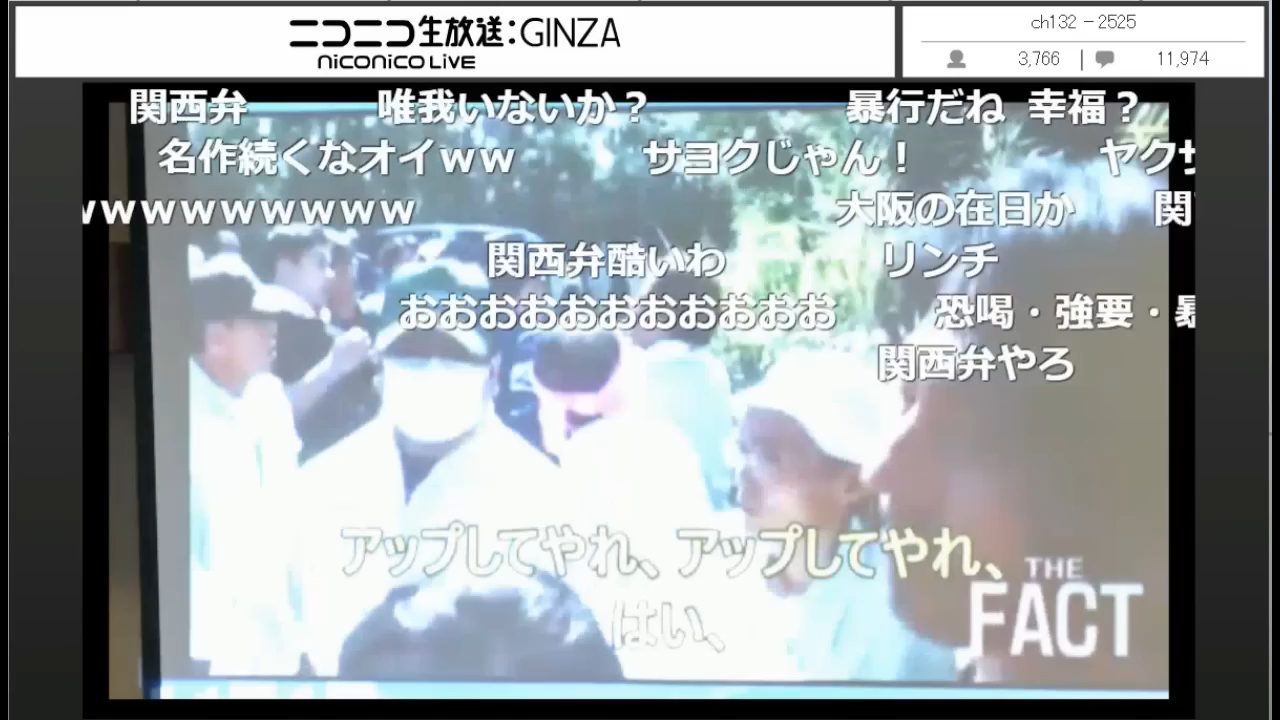 ニコニコ生放送:GINZA
niconico LiVE
ch132 − 2525
3,766 | 11,974
関西弁 唯我いないか？ 暴行だね 幸福？
名作続くなオイｗｗ サヨクじゃん！ ヤクサ
wwwwwwwww 大阪の在日か 関
関西弁酷いわ リンチ
おおおおおおおおおおお 恐喝・強要・暴
関西弁やろ
アップしてやれ、アップしてやれ、
はい、
THE
FACT